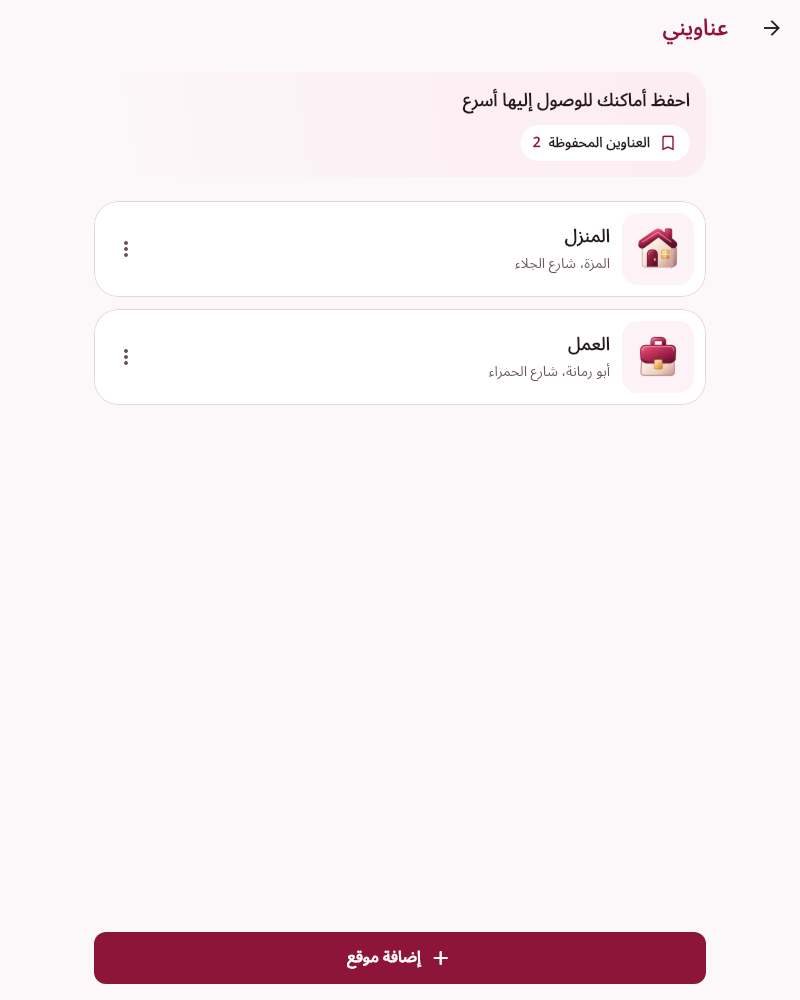 عناويني
احفظ أماكنك للوصول إليها أسرع
العناوين المحفوظة 2
المنزل
المزة، شارع الجلاء
العمل
أبو رمانة، شارع الحمراء
إضافة موقع